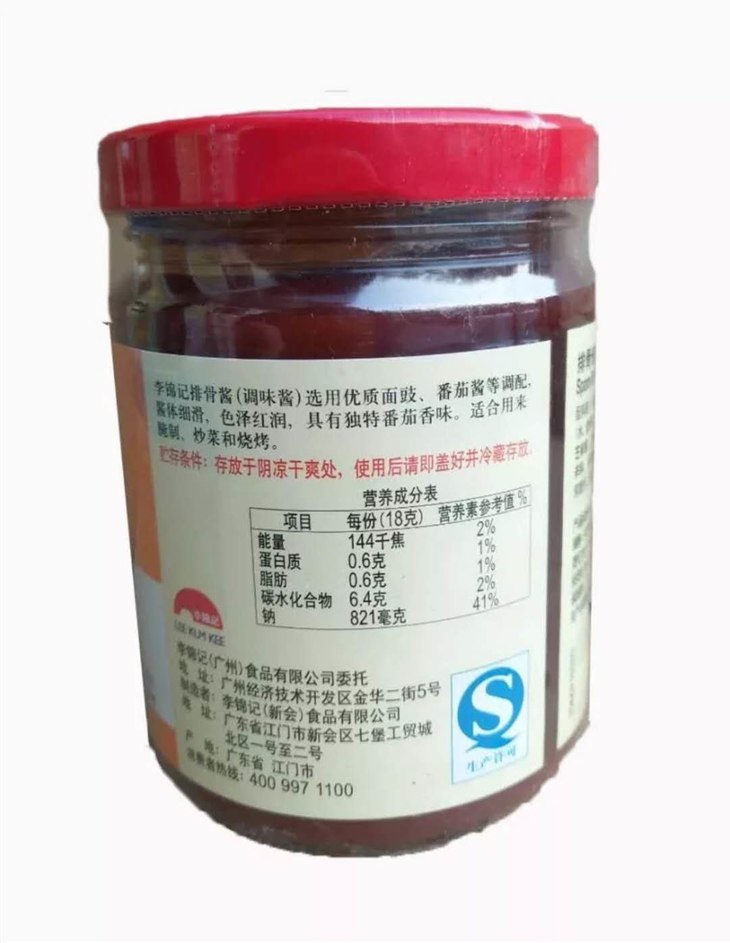 李锦记排骨酱(调味酱)选用优质面豉、番茄酱等调配,
酱体细滑,色泽红润,具有独特番茄香味。适合用来
腌制、炒菜和烧烤。
贮存条件:存放于阴凉干爽处,使用后请即盖好并冷藏存放。
营养成分表
项目 每份(18克) 营养素参考值%
能量 144千焦 2%
蛋白质 0.6克 1%
脂肪 0.6克 1%
碳水化合物 6.4克 2%
钠 821毫克 41%
李锦记
LEE KUM KEE
李锦记(广州)食品有限公司委托
地 址:广州经济技术开发区金华二街5号
制造者:李锦记(新会)食品有限公司
地 址:广东省江门市新会区七堡工贸城
北区一号至二号
产 地:广东省 江门市
消费者热线:400 997 1100
生产许可
排骨